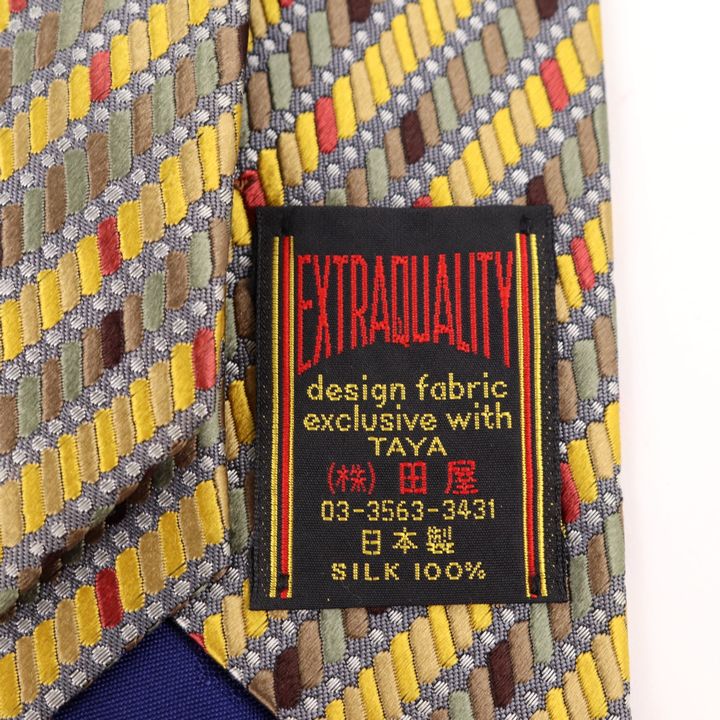 EXTRAQUALITY
design fabric
exclusive with
TAYA
(株) 田屋
03-3563-3431
日本製
SILK 100%